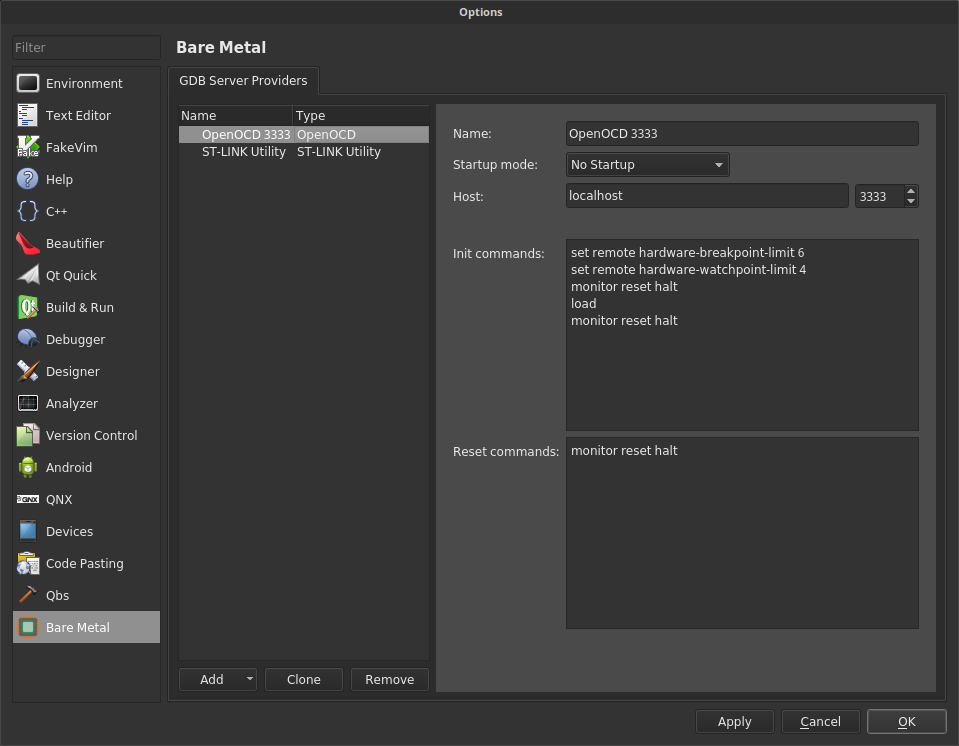 Options
Filter
Environment
Text Editor
FakeVim
Help
C++
Beautifier
Qt Quick
Build & Run
Debugger
Designer
Analyzer
Version Control
Android
QNX
Devices
Code Pasting
Qbs
Bare Metal
Bare Metal
GDB Server Providers
Name Type
OpenOCD 3333 OpenOCD
ST-LINK Utility ST-LINK Utility
Add Clone Remove
Name: OpenOCD 3333
Startup mode: No Startup
Host: localhost 3333
Init commands: set remote hardware-breakpoint-limit 6
set remote hardware-watchpoint-limit 4
monitor reset halt
load
monitor reset halt
Reset commands: monitor reset halt
Apply Cancel OK